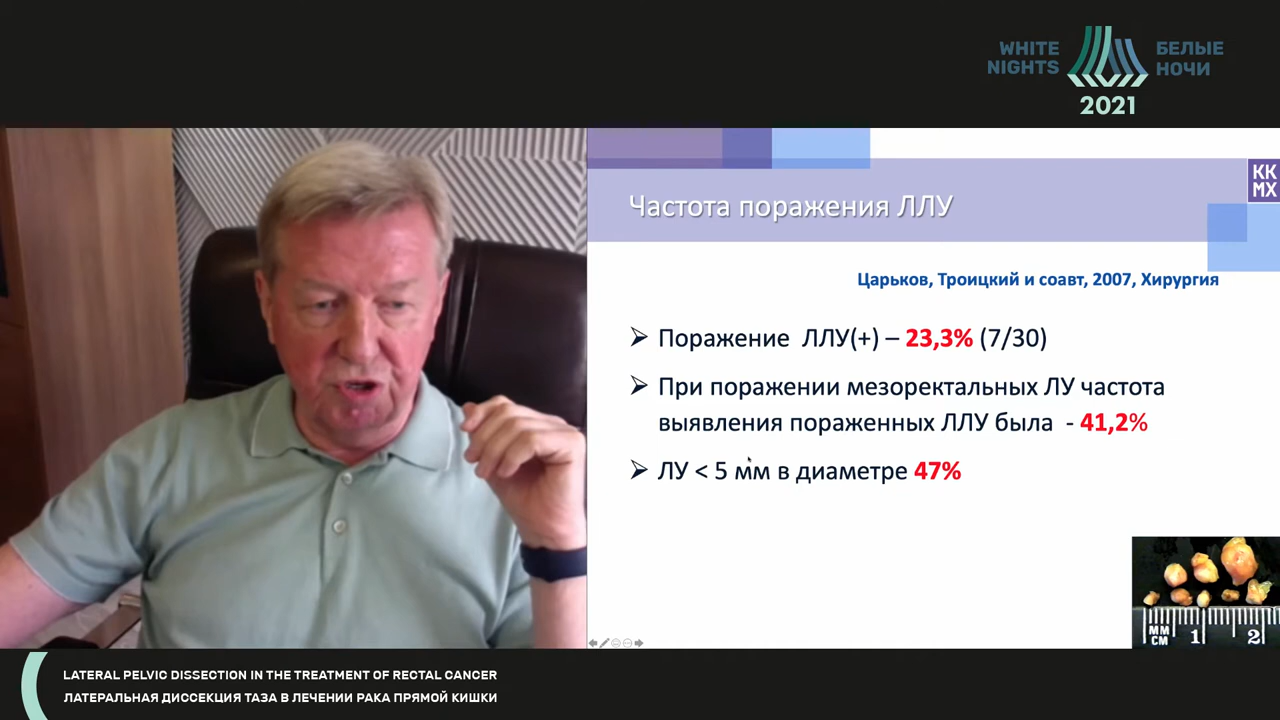 WHITE NIGHTS
БЕЛЫЕ НОЧИ
2021
КК
МХ
Частота поражения ЛЛУ
Царьков, Троицкий и соавт, 2007, Хирургия
Поражение ЛЛУ(+) – 23,3% (7/30)
При поражении мезоректальных ЛУ частота
выявления пораженных ЛЛУ была - 41,2%
ЛУ < 5 мм в диаметре 47%
ММ
СМ 1 2
LATERAL PELVIC DISSECTION IN THE TREATMENT OF RECTAL CANCER
ЛАТЕРАЛЬНАЯ ДИССЕКЦИЯ ТАЗА В ЛЕЧЕНИИ РАКА ПРЯМОЙ КИШКИ